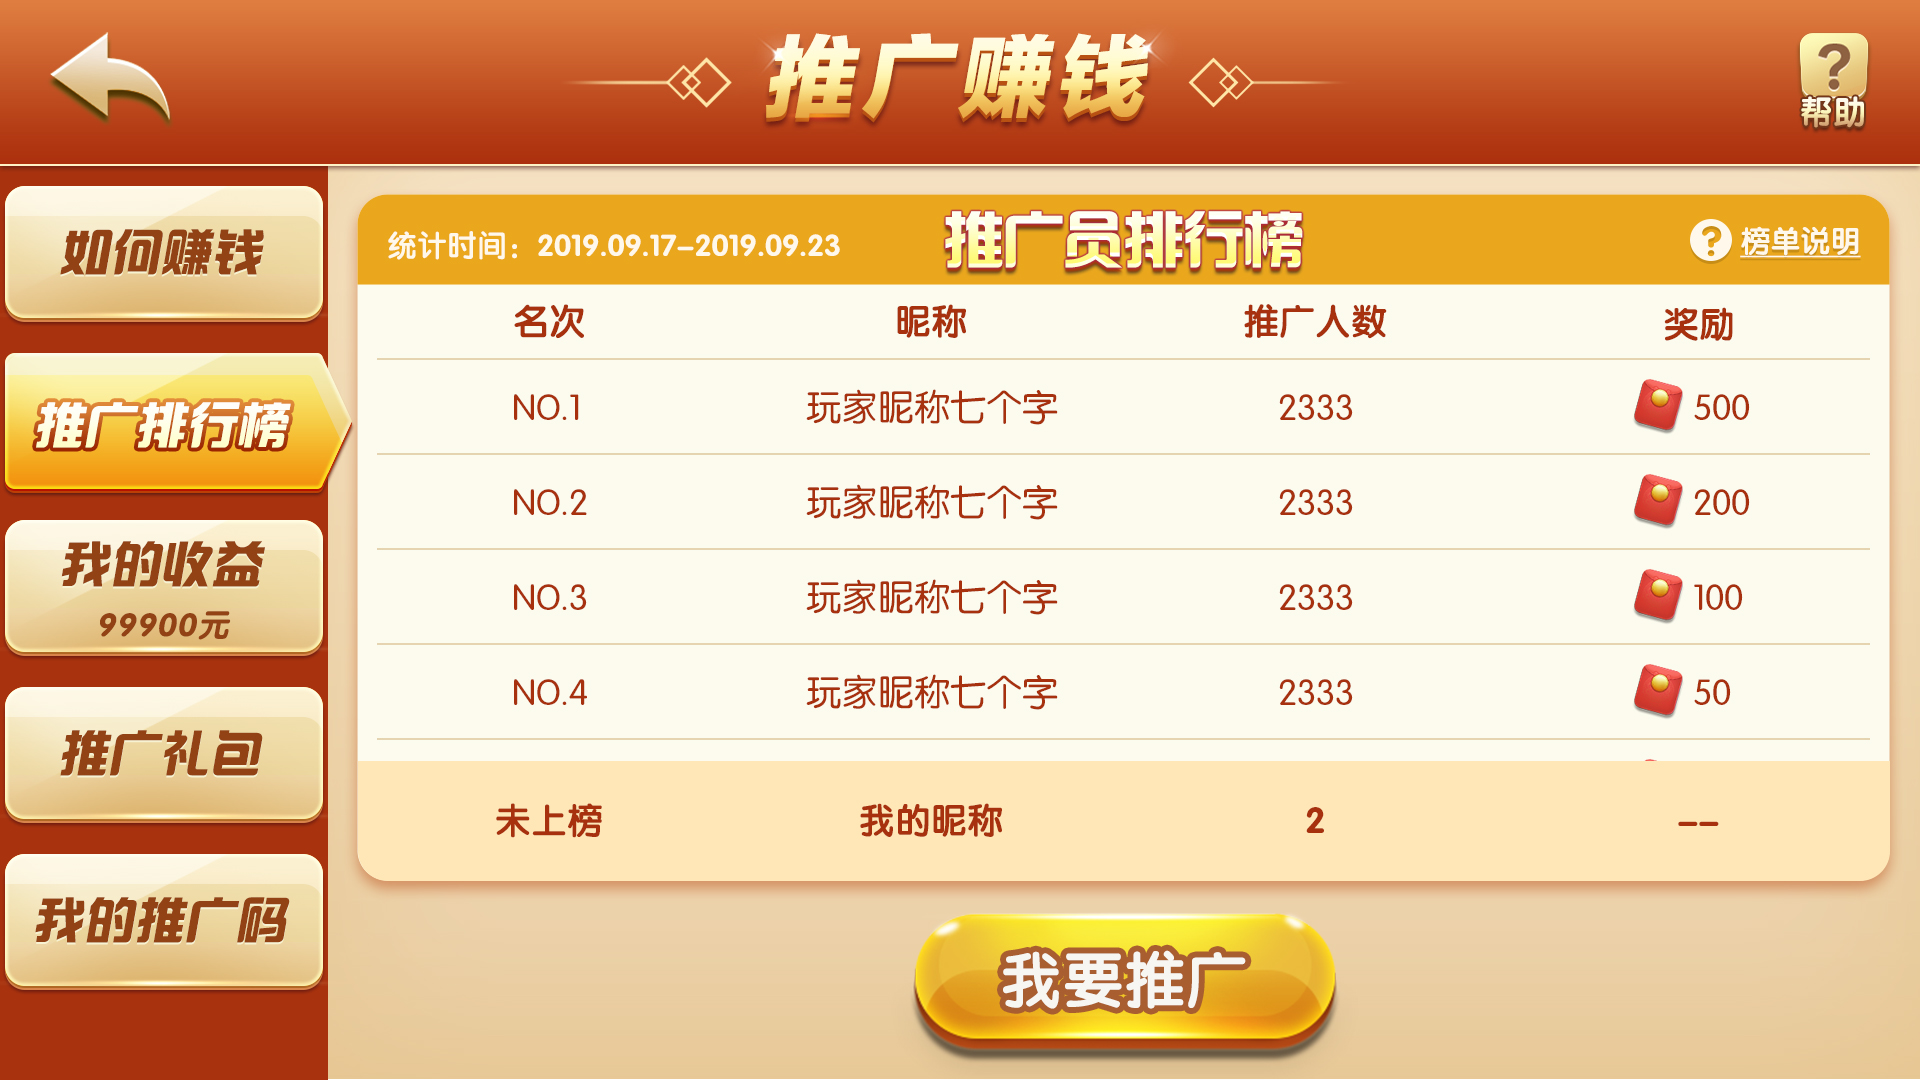 推广赚钱
?
帮助
如何赚钱
推广排行榜
我的收益
99900元
推广礼包
我的推广码
统计时间：2019.09.17-2019.09.23
推广员排行榜
? 榜单说明
名次 昵称 推广人数 奖励
NO.1 玩家昵称七个字 2333 500
NO.2 玩家昵称七个字 2333 200
NO.3 玩家昵称七个字 2333 100
NO.4 玩家昵称七个字 2333 50
未上榜 我的昵称 2 --
我要推广